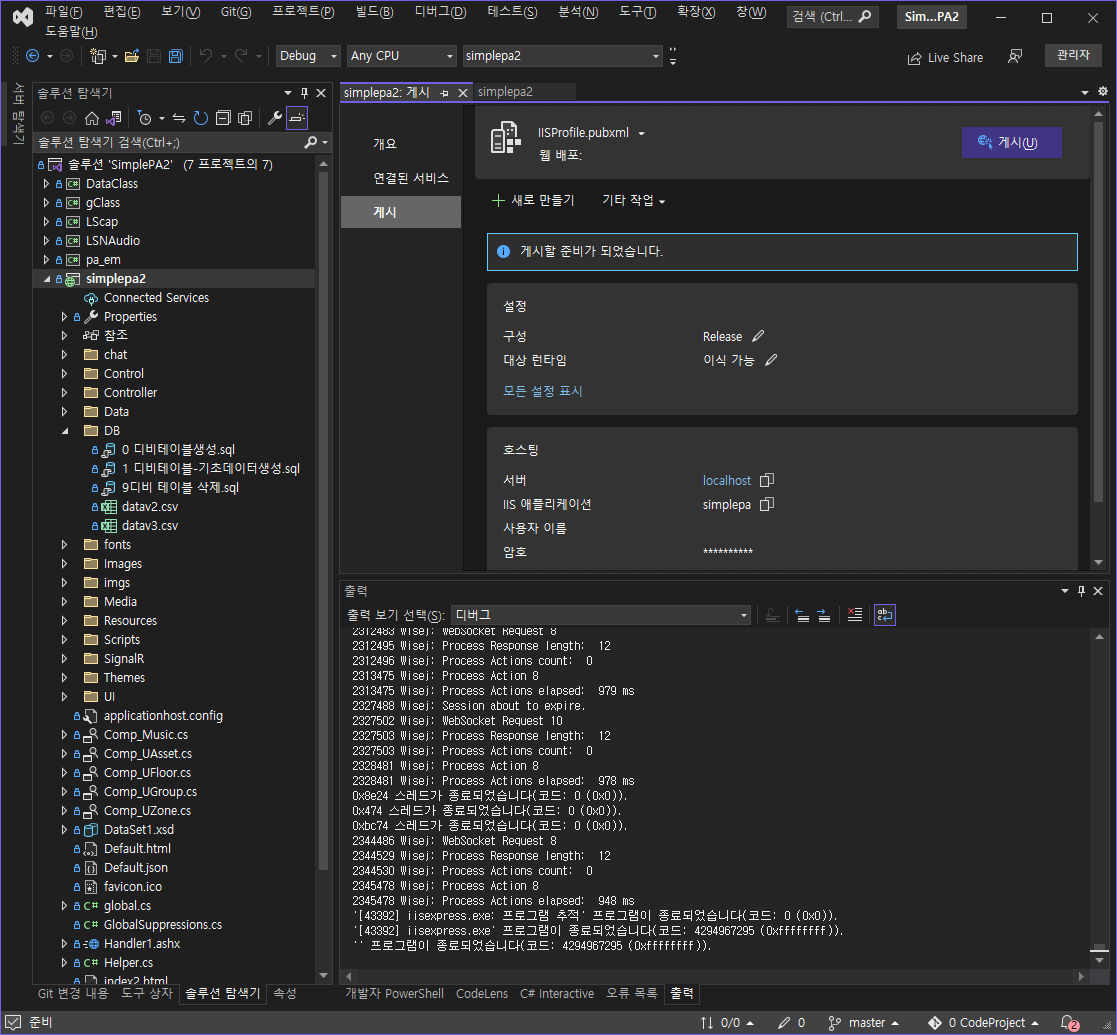 파일(F) 편집(E) 보기(V) Git(G) 프로젝트(P) 빌드(B) 디버그(D) 테스트(S) 분석(N) 도구(T) 확장(X) 창(W) 검색 (Ctrl... Sim...PA2
도움말(H)
Debug Any CPU simplepa2 Live Share 관리자
서버 탐색기
솔루션 탐색기
솔루션 탐색기 검색(Ctrl+;)
솔루션 'SimplePA2' (7 프로젝트의 7)
DataClass
gClass
LScap
LSNAudio
pa_em
simplepa2
Connected Services
Properties
참조
chat
Control
Controller
Data
DB
0 디비테이블생성.sql
1 디비테이블-기초데이터생성.sql
9디비 테이블 삭제.sql
datav2.csv
datav3.csv
fonts
Images
imgs
Media
Resources
Scripts
SignalR
Themes
UI
applicationhost.config
Comp_Music.cs
Comp_UAsset.cs
Comp_UFloor.cs
Comp_UGroup.cs
Comp_UZone.cs
DataSet1.xsd
Default.html
Default.json
favicon.ico
global.cs
GlobalSuppressions.cs
Handler1.ashx
Helper.cs
index2.html
Git 변경 내용 솔루션 탐색기 도구 상자 속성
simplepa2: 게시 simplepa2
개요
연결된 서비스
게시
IISProfile.pubxml
웹 배포:
게시(U)
새로 만들기 기타 작업
게시할 준비가 되었습니다.
설정
구성 Release
대상 런타임 이식 가능
모든 설정 표시
호스팅
서버 localhost
IIS 애플리케이션 simplepa
사용자 이름
암호 **********
출력
출력 보기 선택(S): 디버그
2312483 Wisej: WebSocket Request 8
2312495 Wisej: Process Response length: 12
2312496 Wisej: Process Actions count: 0
2313475 Wisej: Process Action 8
2313475 Wisej: Process Actions elapsed: 979 ms
2327488 Wisej: Session about to expire.
2327502 Wisej: WebSocket Request 10
2327503 Wisej: Process Response length: 12
2327503 Wisej: Process Actions count: 0
2328481 Wisej: Process Action 8
2328481 Wisej: Process Actions elapsed: 978 ms
0x8e24 스레드가 종료되었습니다(코드: 0 (0x0)).
0x474 스레드가 종료되었습니다(코드: 0 (0x0)).
0xbc74 스레드가 종료되었습니다(코드: 0 (0x0)).
2344486 Wisej: WebSocket Request 8
2344529 Wisej: Process Response length: 12
2344530 Wisej: Process Actions count: 0
2345478 Wisej: Process Action 8
2345478 Wisej: Process Actions elapsed: 948 ms
'[43392] iisexpress.exe: 프로그램 추적' 프로그램이 종료되었습니다(코드: 0 (0x0)).
'[43392] iisexpress.exe' 프로그램이 종료되었습니다(코드: 4294967295 (0xffffffff)).
'' 프로그램이 종료되었습니다(코드: 4294967295 (0xffffffff)).
개발자 PowerShell CodeLens C# Interactive 오류 목록 출력
준비 0/0 0 master 0 CodeProject 2